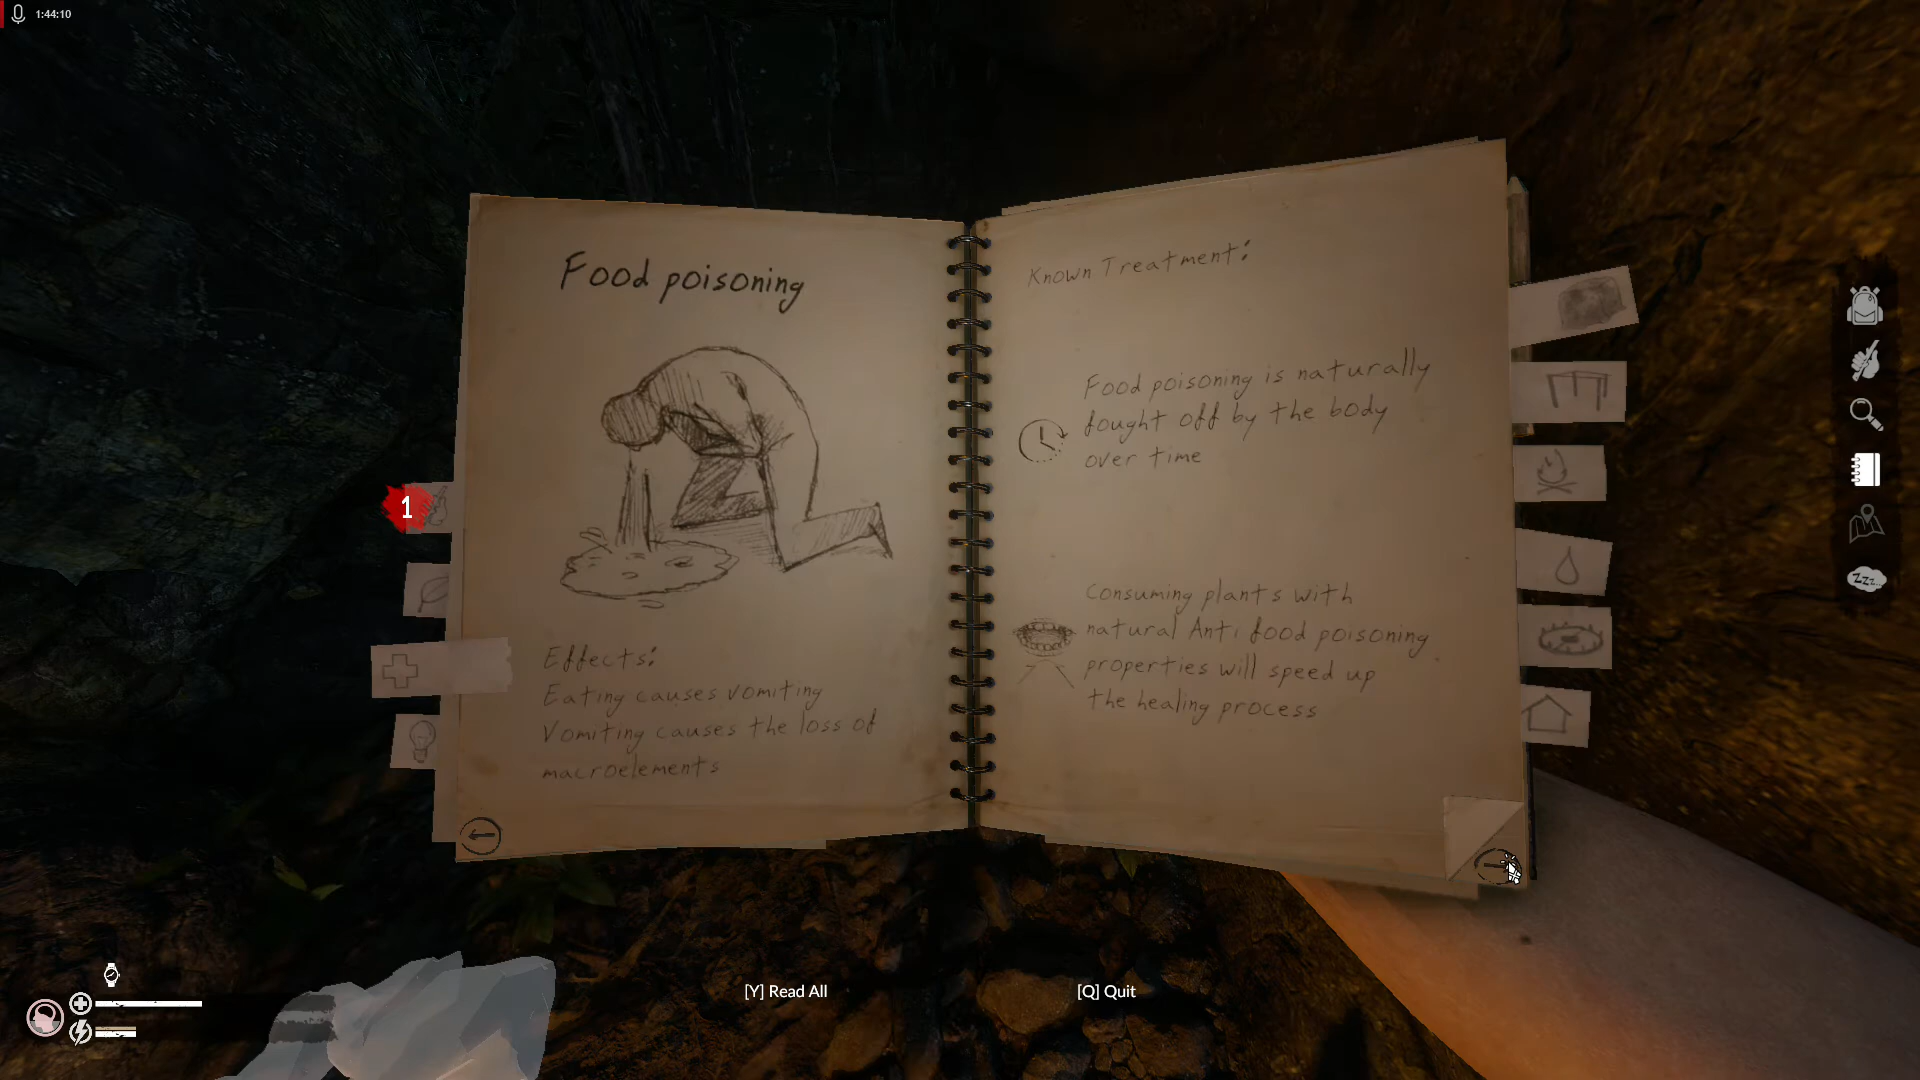 1:44:10
Food poisoning
Effects:
Eating causes vomiting
Vomiting causes the loss of
macroelements
Known Treatment:
Food poisoning is naturally
fought off by the body
over time
Consuming plants with
natural Anti food poisoning
properties will speed up
the healing process
1
Zzz..
[Y] Read All
[Q] Quit